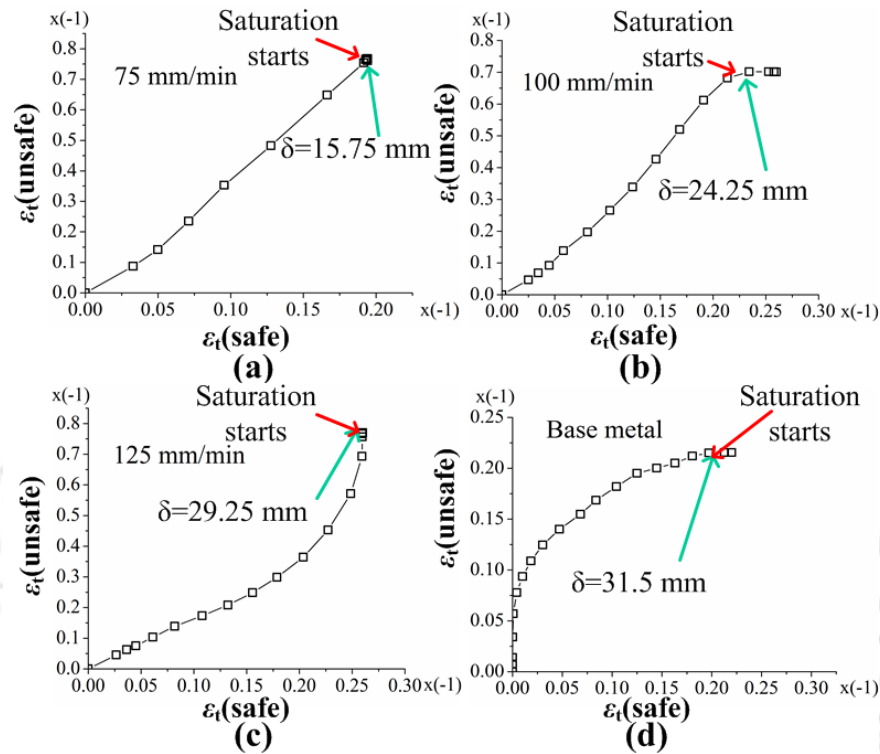 x(-1)
Saturation
starts
75 mm/min
δ=15.75 mm
εt(unsafe)
0.8
0.7
0.6
0.5
0.4
0.3
0.2
0.1
0.0
0.00 0.05 0.10 0.15 0.20 x(-1)
εt(safe)
(a)
x(-1)
Saturation
starts
100 mm/min
δ=24.25 mm
εt(unsafe)
0.8
0.7
0.6
0.5
0.4
0.3
0.2
0.1
0.0
0.00 0.05 0.10 0.15 0.20 0.25 0.30 x(-1)
εt(safe)
(b)
x(-1)
Saturation
starts
125 mm/min
δ=29.25 mm
εt(unsafe)
0.8
0.7
0.6
0.5
0.4
0.3
0.2
0.1
0.0
0.00 0.05 0.10 0.15 0.20 0.25 0.30 x(-1)
εt(safe)
(c)
x(-1)
Saturation
starts
Base metal
δ=31.5 mm
εt(unsafe)
0.25
0.20
0.15
0.10
0.05
0.00
0.00 0.05 0.10 0.15 0.20 0.25 0.30 x(-1)
εt(safe)
(d)